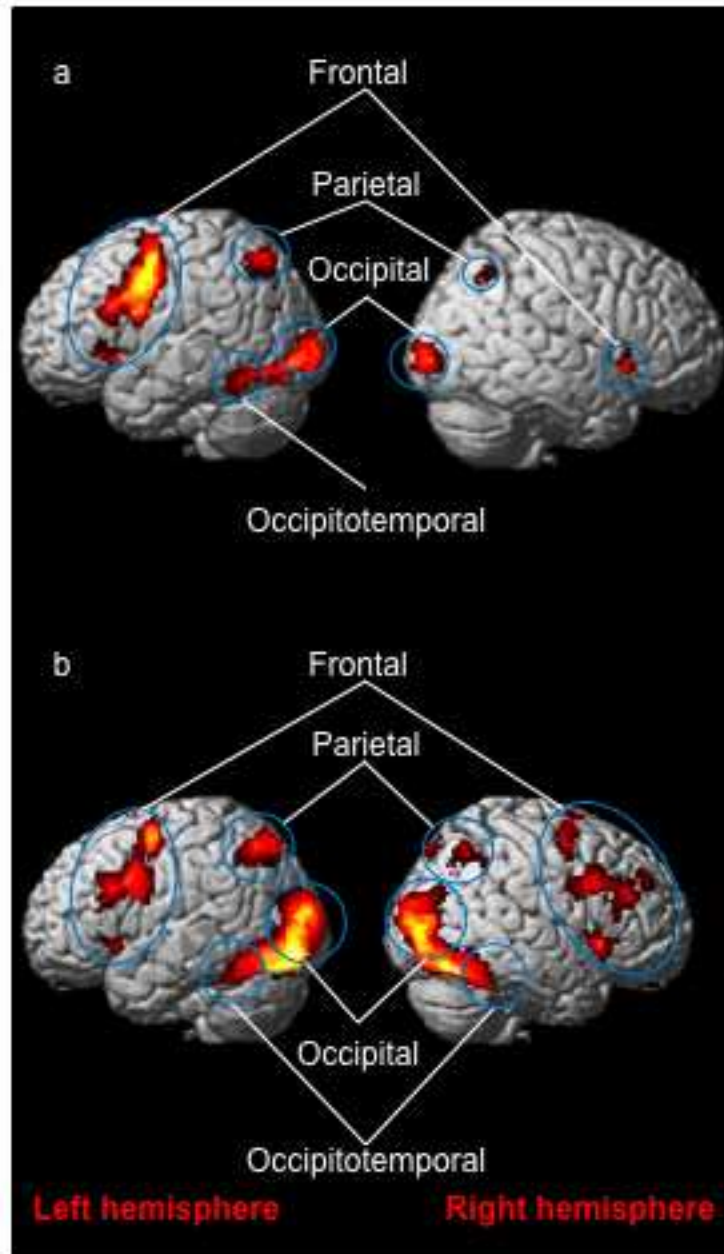 a
Frontal
Parietal
Occipital
Occipitotemporal
b
Frontal
Parietal
Occipital
Occipitotemporal
Left hemisphere
Right hemisphere